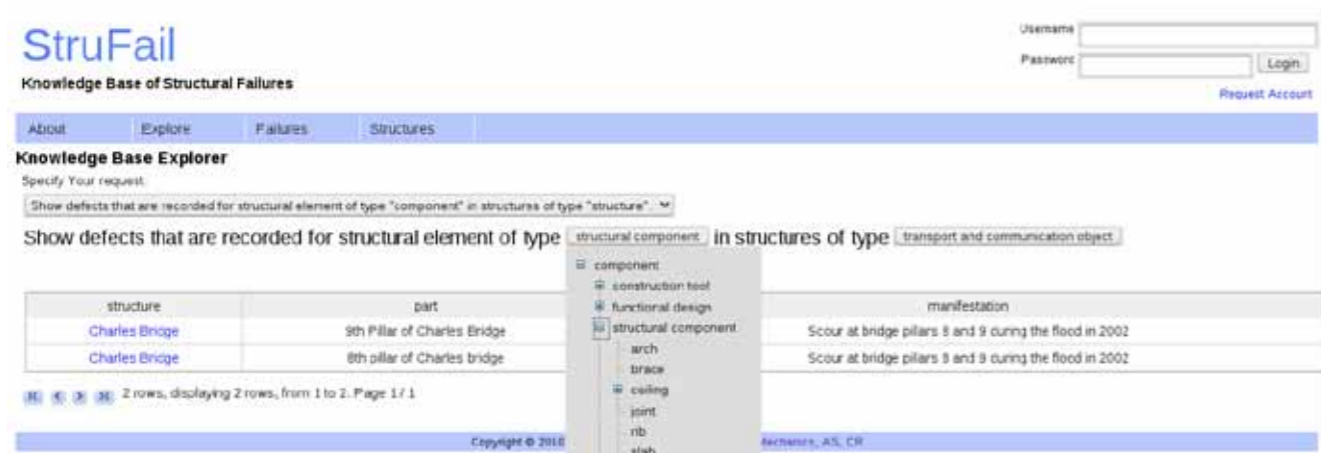 StruFail
Knowledge Base of Structural Failures
Username
Password
Login
Request Account
About Explore Failures Structures
Knowledge Base Explorer
Specify Your request:
Show defects that are recorded for structural element of type "component" in structures of type "structure".
Show defects that are recorded for structural element of type structural component in structures of type transport and communication object
component
construction tool
functional design
structural component
arch
brace
ceiling
joint
rib
slab
structure part manifestation
Charles Bridge 9th Pillar of Charles Bridge Scour at bridge pillars 8 and 9 during the flood in 2002
Charles Bridge 8th pillar of Charles bridge Scour at bridge pillars 8 and 9 during the flood in 2002
2 rows, displaying 2 rows, from 1 to 2. Page 1 / 1
Copyright © 2010 Mechanics, AS, CR